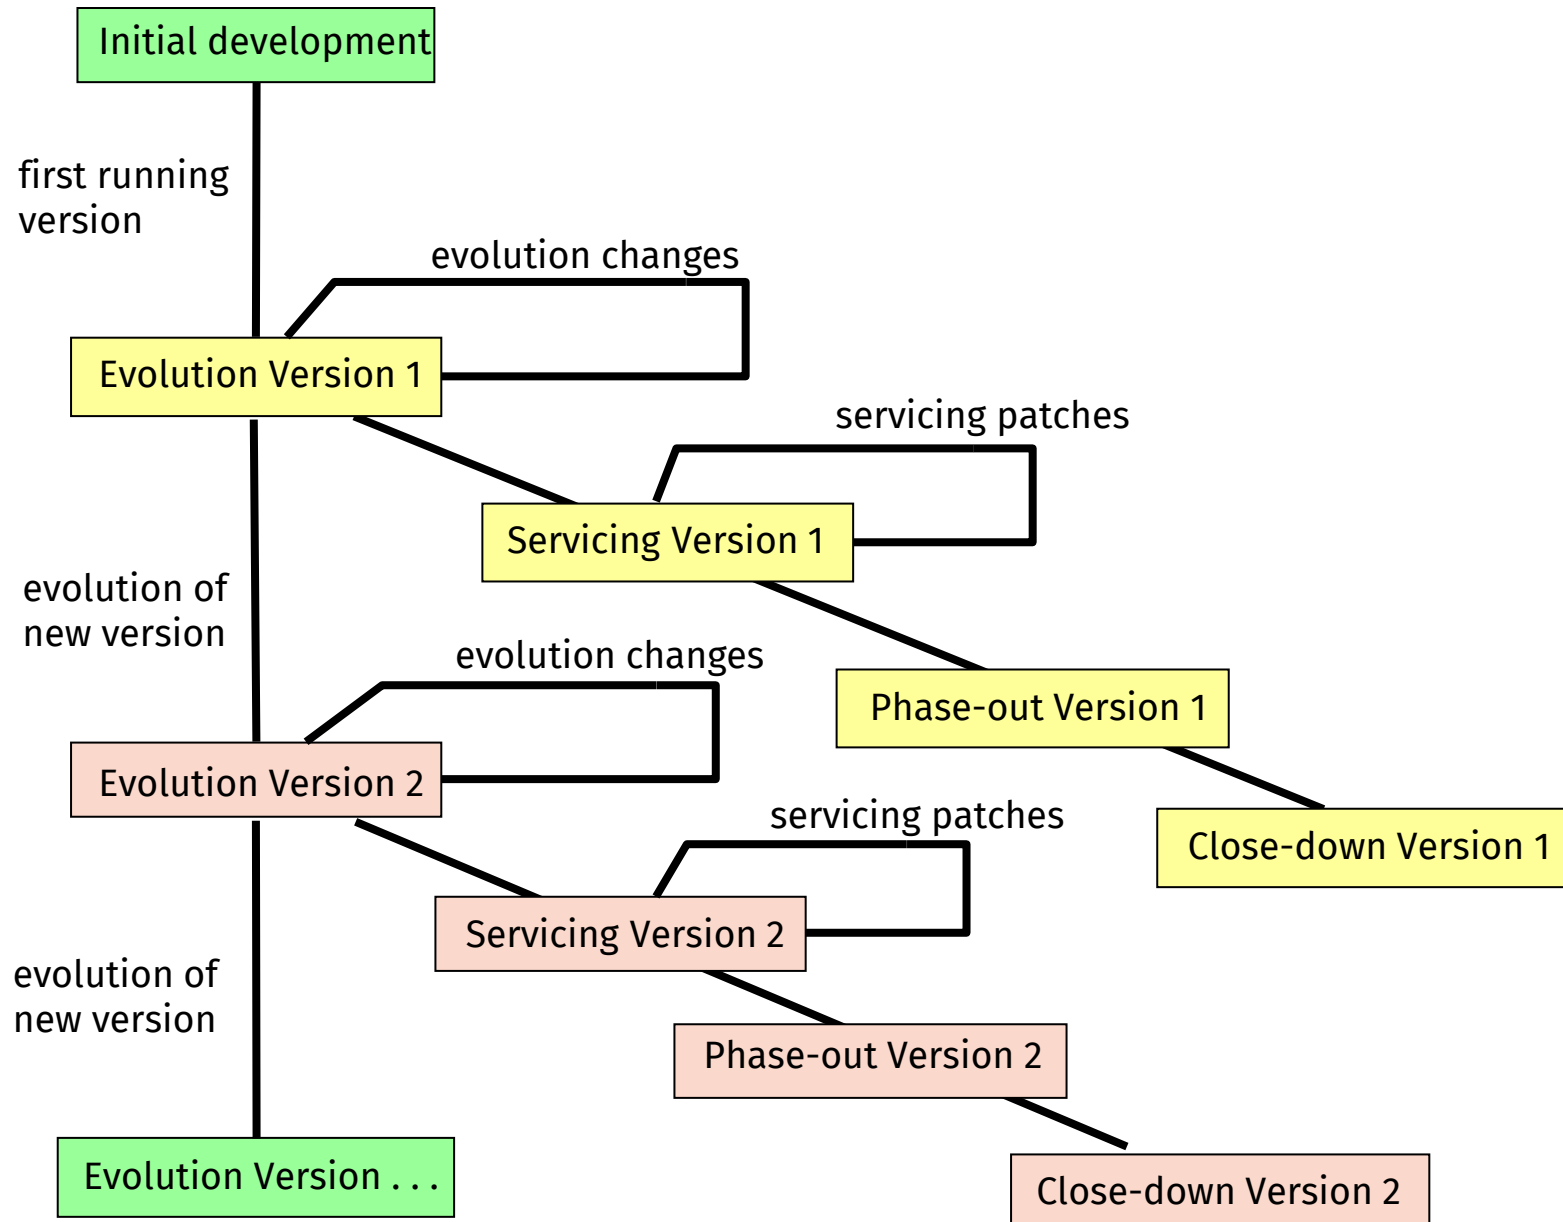 Initial development
first running
version
evolution changes
Evolution Version 1
servicing patches
Servicing Version 1
evolution of
new version
evolution changes
Phase-out Version 1
Evolution Version 2
servicing patches
Close-down Version 1
Servicing Version 2
evolution of
new version
Phase-out Version 2
Evolution Version . . .
Close-down Version 2